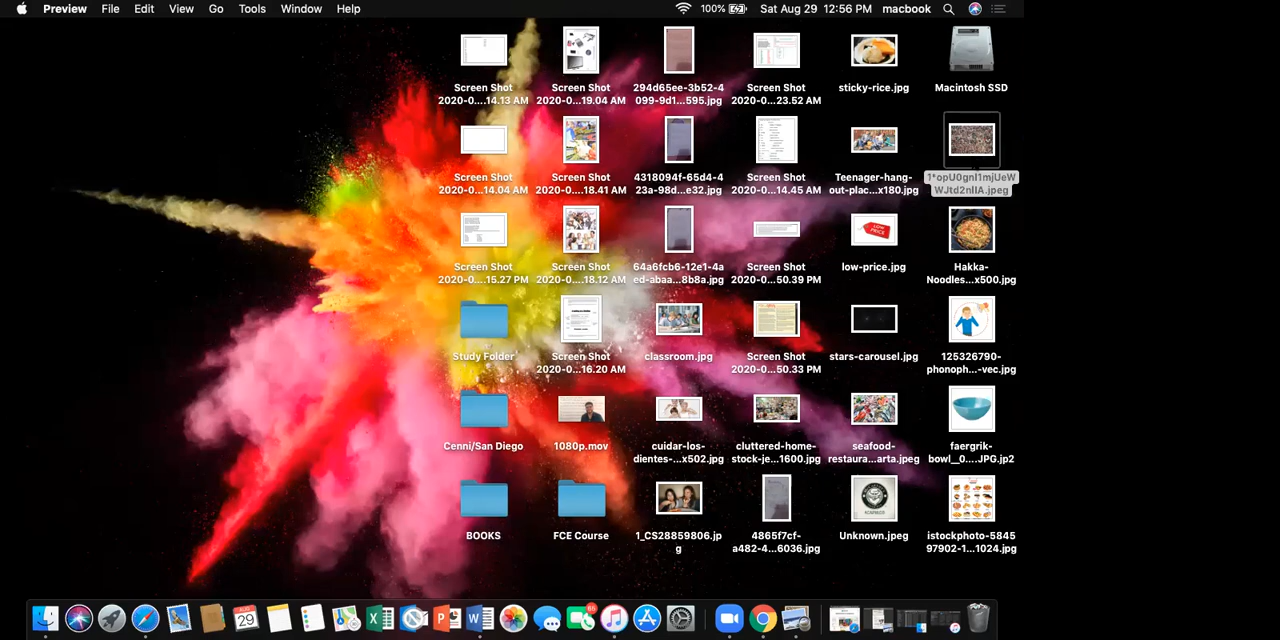 Preview File Edit View Go Tools Window Help 100% Sat Aug 29 12:56 PM macbook
Screen Shot
2020-0....14.13 AM
Screen Shot
2020-0...19.04 AM
294d65ee-3b52-4
099-9d1...595.jpg
Screen Shot
2020-0...23.52 AM
sticky-rice.jpg
Macintosh SSD
Screen Shot
2020-0....14.04 AM
Screen Shot
2020-0...18.41 AM
4318094f-65d4-4
23a-98d...e32.jpg
Screen Shot
2020-0...14.45 AM
Teenager-hang-
out-plac...x180.jpg
WJtd2nlIA.jpeg
Screen Shot
2020-0...15.27 PM
Screen Shot
2020-0...18.12 AM
64a6fcb6-12e1-4a
ed-abaa...8b8a.jpg
Screen Shot
2020-0...50.39 PM
LOW
PRICE
low-price.jpg
Hakka-
Noodles...x500.jpg
Study Folder
Screen Shot
2020-0...16.20 AM
classroom.jpg
Screen Shot
2020-0...50.33 PM
stars-carousel.jpg
125326790-
phonoph...-vec.jpg
Cenni/San Diego
1080p.mov
cuidar-los-
dientes-...x502.jpg
cluttered-home-
stock-je...1600.jpg
seafood-
restaura...arta.jpeg
faergrik-
bowl__0....JPG.jp2
BOOKS
FCE Course
1_CS28859806.jp
g
4865f7cf-
a482-4...6036.jpg
Unknown.jpeg
istockphoto-5845
97902-1...1024.jpg
AUG
29